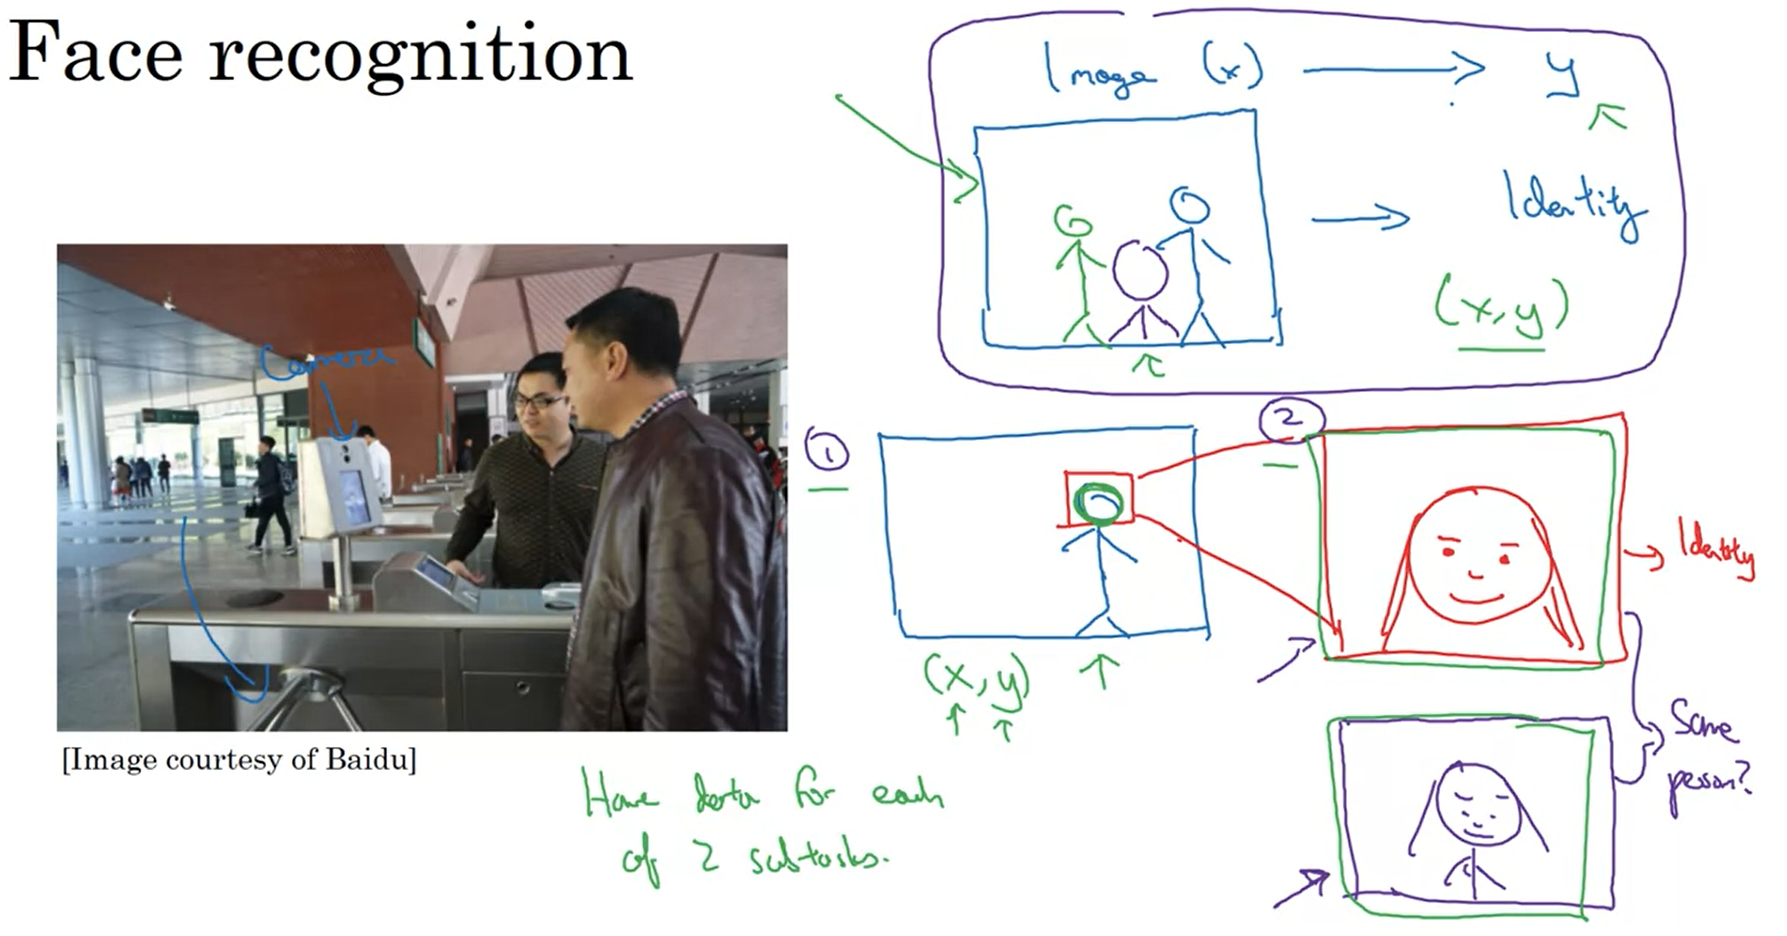 Face recognition
Image (x) → y
Identity
(x,y)
Camera
1
2
Identity
(x, y)
Same
person?
[Image courtesy of Baidu]
Have data for each
of 2 subtasks.